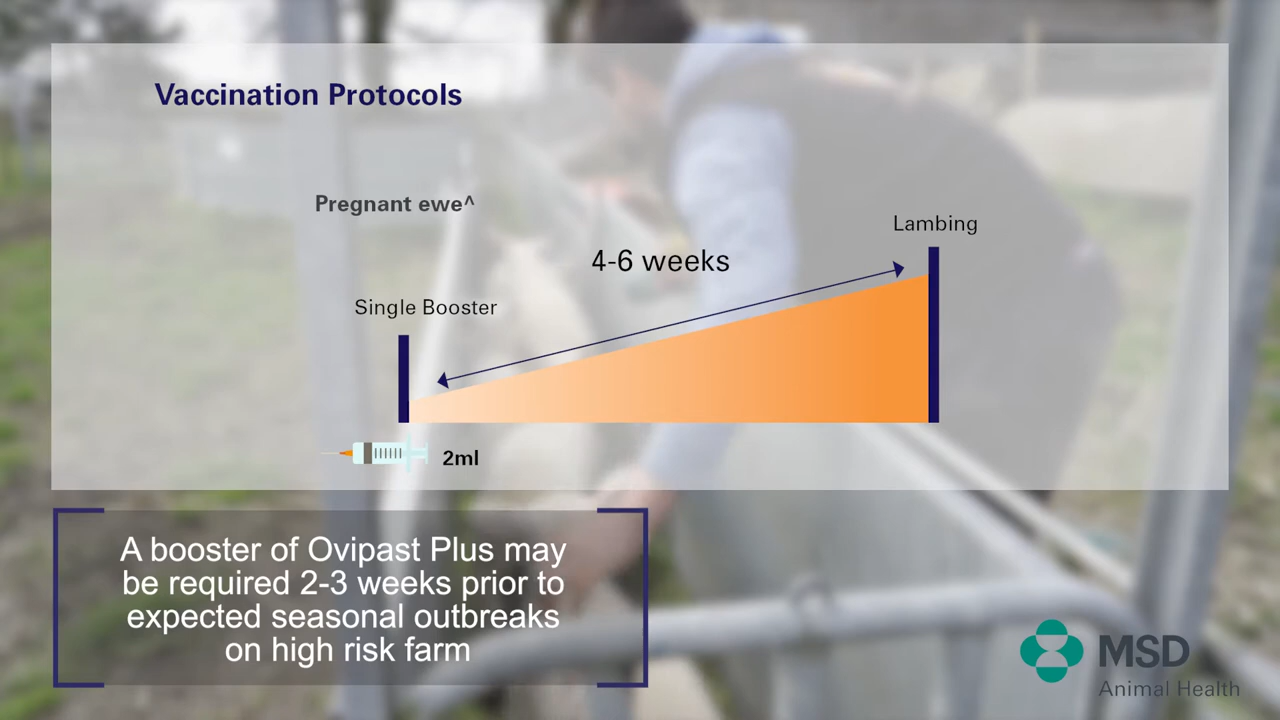 Vaccination Protocols
Pregnant ewe^
Lambing
4-6 weeks
Single Booster
2ml
A booster of Ovipast Plus may
be required 2-3 weeks prior to
expected seasonal outbreaks
on high risk farm
MSD
Animal Health